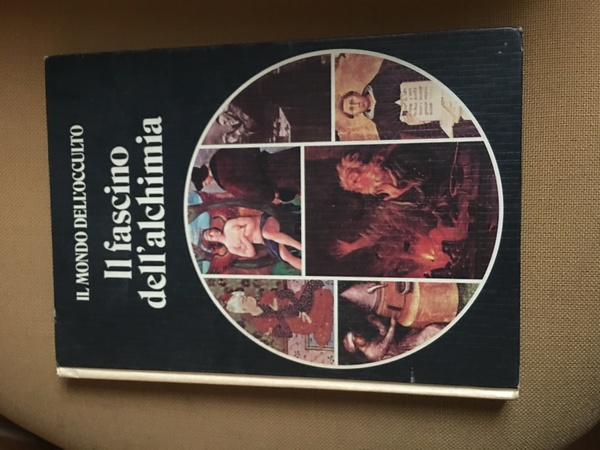 IL MONDO DELL'OCCULTO
Il fascino
dell'alchimia